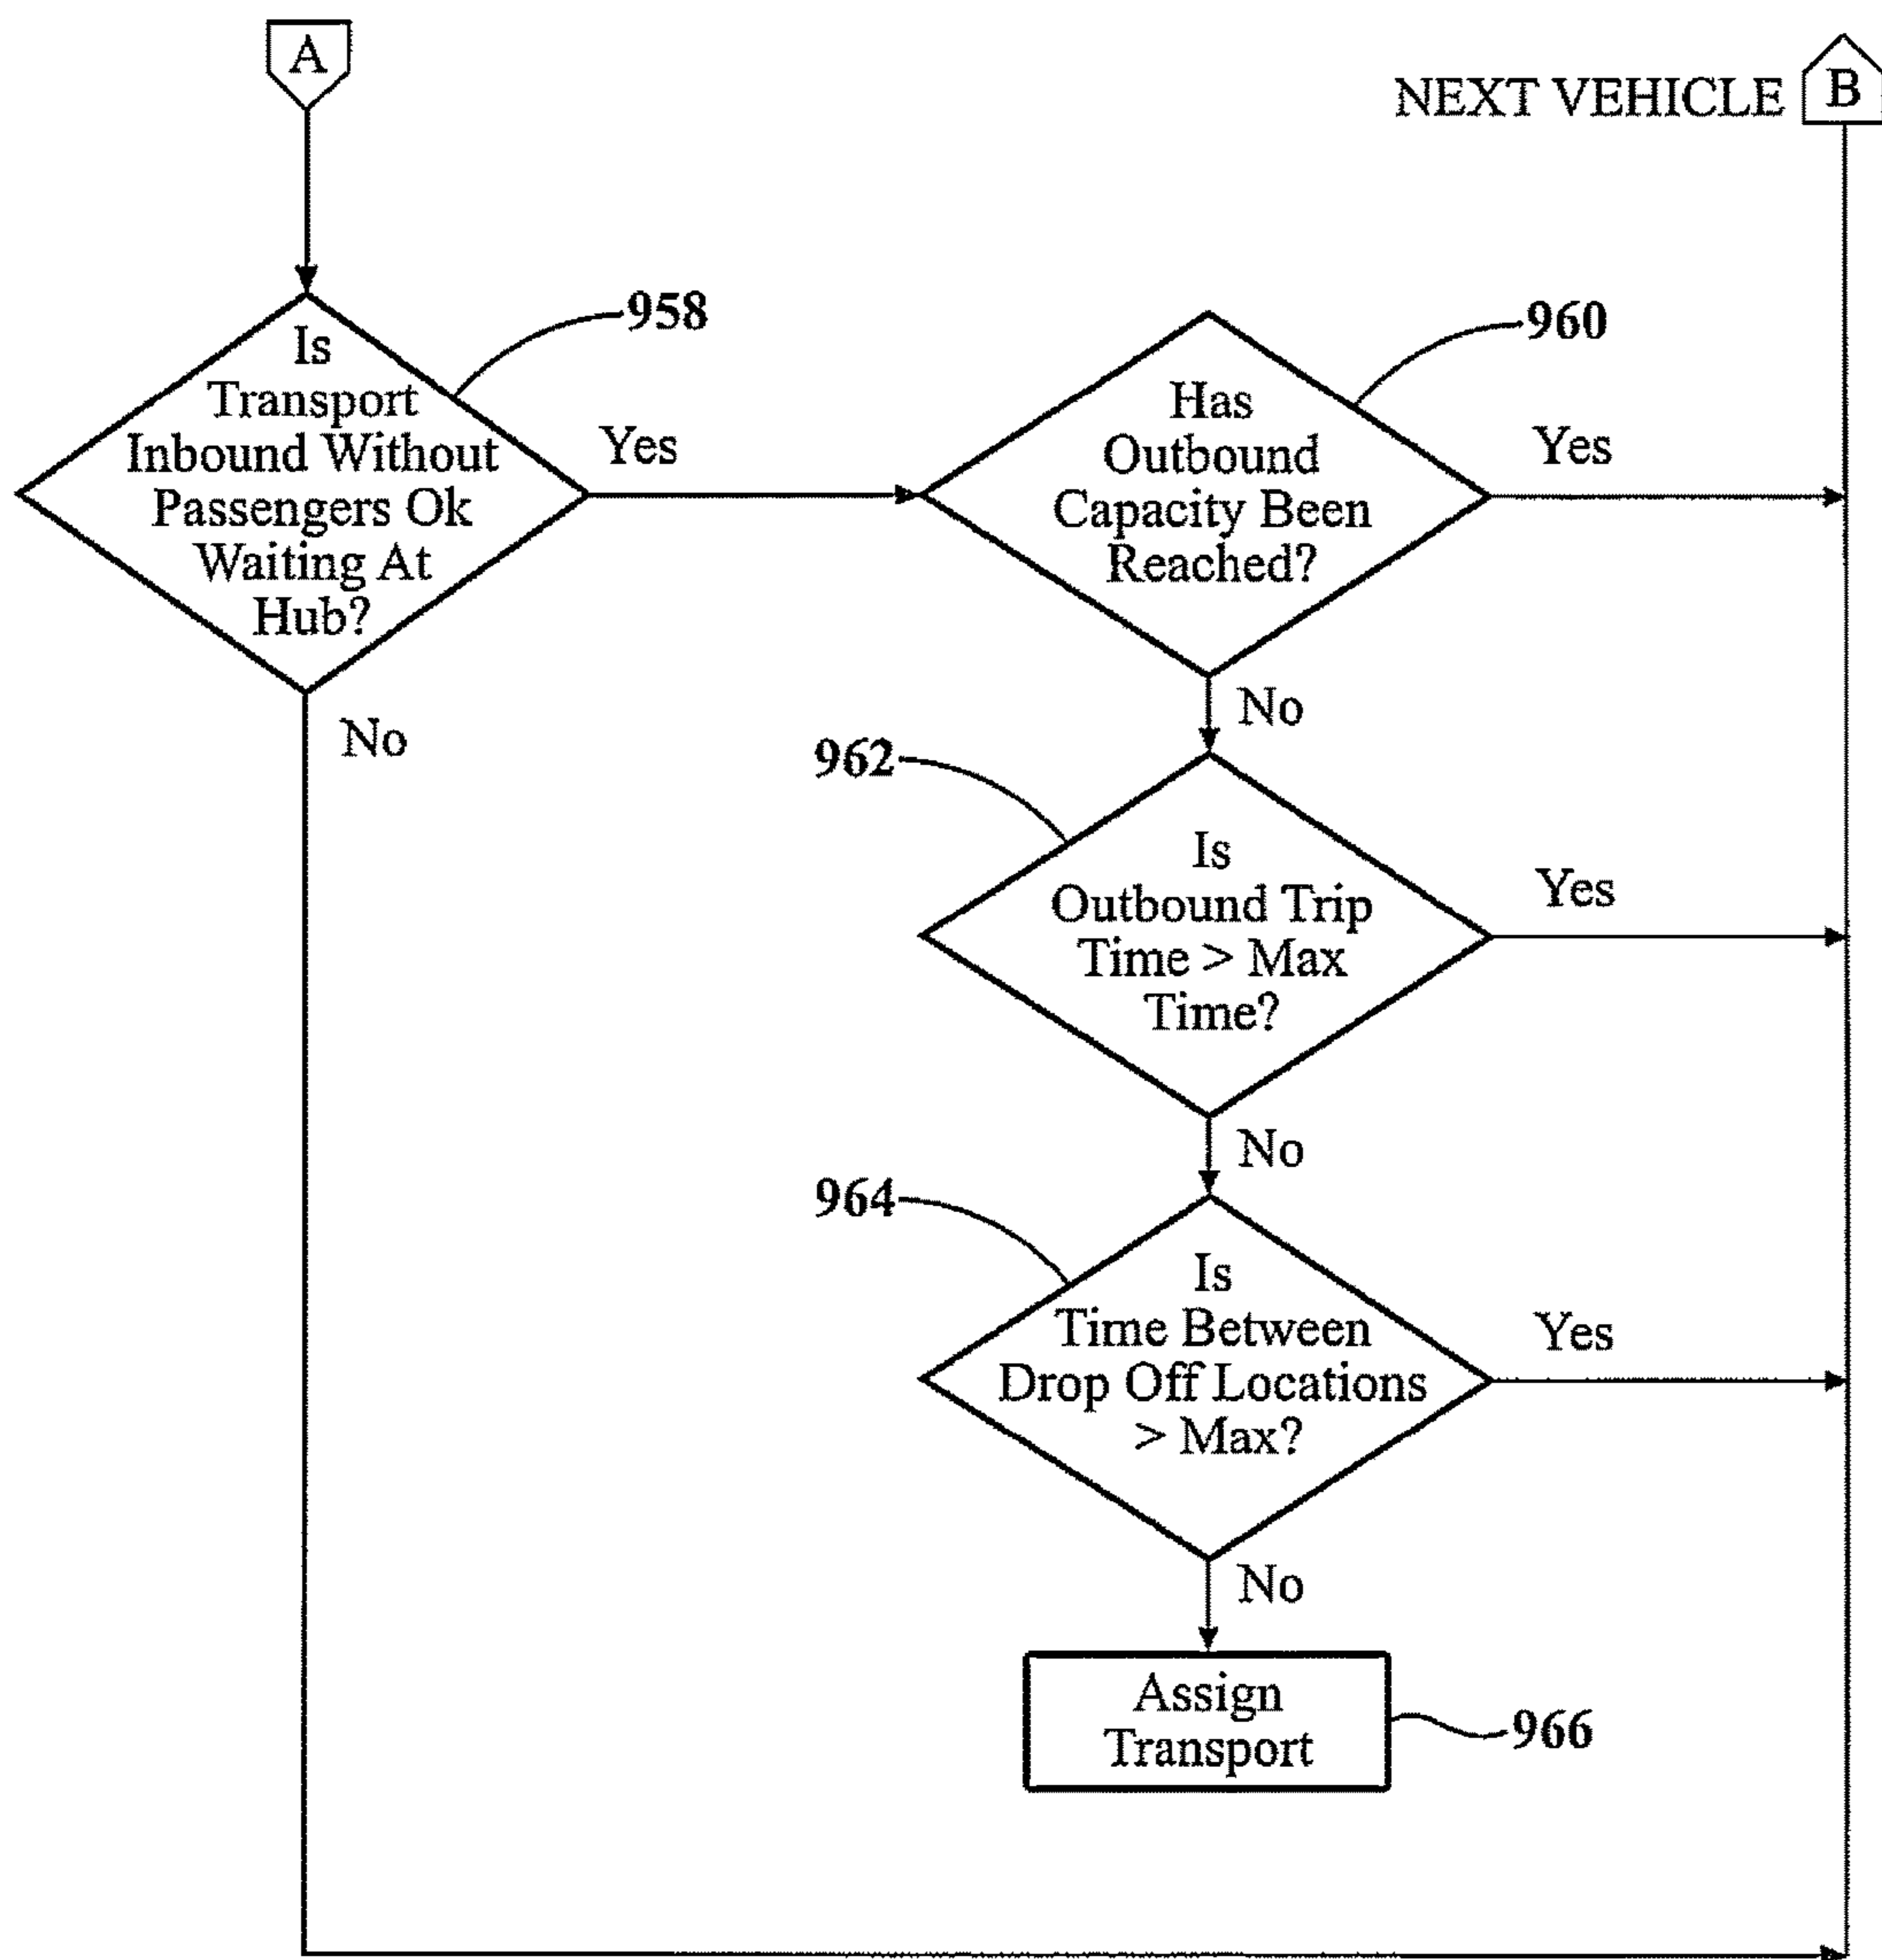 A
NEXT VEHICLE B
958
Is
Transport
Inbound Without
Passengers Ok
Waiting At
Hub?
Yes
No
960
Has
Outbound
Capacity Been
Reached?
Yes
No
962
Is
Outbound Trip
Time > Max
Time?
Yes
No
964
Is
Time Between
Drop Off Locations
> Max?
Yes
No
Assign
Transport
966